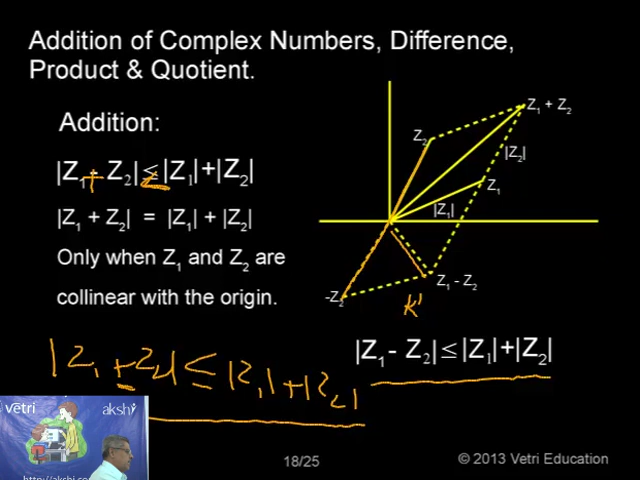 Addition of Complex Numbers, Difference,
Product & Quotient.
Addition:
|Z₁+ Z₂|≤|Z₁|+|Z₂|
|Z₁ + Z₂| = |Z₁| + |Z₂|
Only when Z₁ and Z₂ are
collinear with the origin.
Z₁ + Z₂
Z₂
|Z₂|
Z₁
|Z₁|
Z₁ - Z₂
-Z₂
K'
|Z₁ - Z₂|≤|Z₁|+|Z₂|
|Z₁ + Z₂| ≤ |Z₁|+|Z₂|
vetri
akshi
http://akshi.
18/25
© 2013 Vetri Education